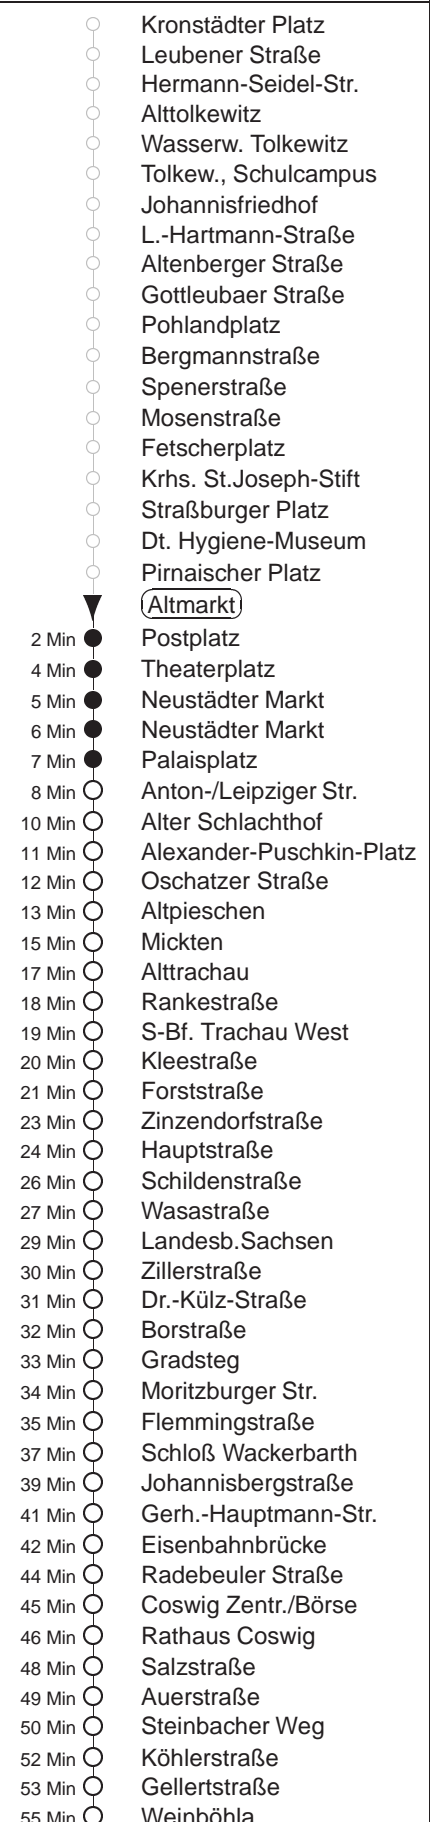 Kronstädter Platz
Leubener Straße
Hermann-Seidel-Str.
Alttolkewitz
Wasserw. Tolkewitz
Tolkew., Schulcampus
Johannisfriedhof
L.-Hartmann-Straße
Altenberger Straße
Gottleubaer Straße
Pohlandplatz
Bergmannstraße
Spenerstraße
Mosenstraße
Fetscherplatz
Krhs. St.Joseph-Stift
Straßburger Platz
Dt. Hygiene-Museum
Pirnaischer Platz
Altmarkt
2 Min Postplatz
4 Min Theaterplatz
5 Min Neustädter Markt
6 Min Neustädter Markt
7 Min Palaisplatz
8 Min Anton-/Leipziger Str.
10 Min Alter Schlachthof
11 Min Alexander-Puschkin-Platz
12 Min Oschatzer Straße
13 Min Altpieschen
15 Min Mickten
17 Min Alttrachau
18 Min Rankestraße
19 Min S-Bf. Trachau West
20 Min Kleestraße
21 Min Forststraße
23 Min Zinzendorfstraße
24 Min Hauptstraße
26 Min Schildenstraße
27 Min Wasastraße
29 Min Landesb.Sachsen
30 Min Zillerstraße
31 Min Dr.-Külz-Straße
32 Min Borstraße
33 Min Gradsteg
34 Min Moritzburger Str.
35 Min Flemmingstraße
37 Min Schloß Wackerbarth
39 Min Johannisbergstraße
41 Min Gerh.-Hauptmann-Str.
42 Min Eisenbahnbrücke
44 Min Radebeuler Straße
45 Min Coswig Zentr./Börse
46 Min Rathaus Coswig
48 Min Salzstraße
49 Min Auerstraße
50 Min Steinbacher Weg
52 Min Köhlerstraße
53 Min Gellertstraße
55 Min Weinböhla